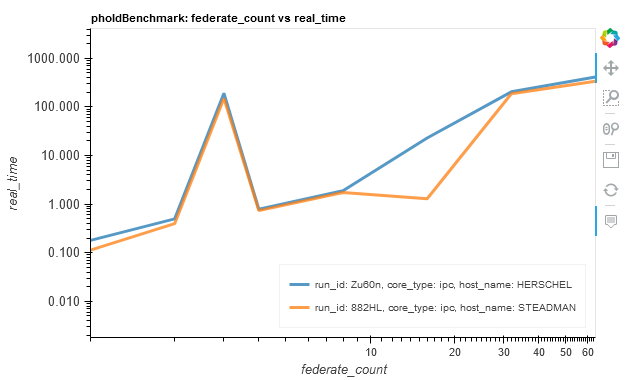 pholdBenchmark: federate_count vs real_time
1000.000
100.000
10.000
1.000
0.100
0.010
real_time
run_id: Zu60n, core_type: ipc, host_name: HERSCHEL
run_id: 882HL, core_type: ipc, host_name: STEADMAN
10 20 30 40 50 60
federate_count